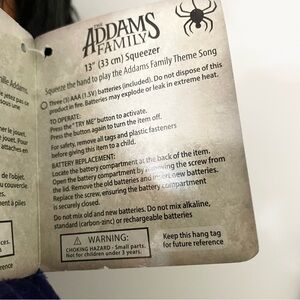 THE
ADDAMS
FAMILY
13" (33 cm) Squeezer
Squeeze the hand to play the Addams Family Theme Song
Three (3) AAA (1.5V) batteries (included). Do not dispose of this
product in fire. Batteries may explode or leak in extreme heat.
TO OPERATE:
Press the "TRY ME" button to activate.
Press the button again to turn the item off.
For safety, remove all tags and plastic fasteners
before giving this item to a child.
BATTERY REPLACEMENT:
Locate the battery compartment at the back of the item.
Open the battery compartment by removing the screw from
the lid. Remove the old batteries and insert new batteries.
Replace the screw, ensuring the battery compartment
is securely closed.
Do not mix old and new batteries. Do not mix alkaline,
standard (carbon-zinc) or rechargeable batteries
WARNING:
CHOKING HAZARD - Small parts.
Not for children under 3 years.
Keep this hang tag
for future reference